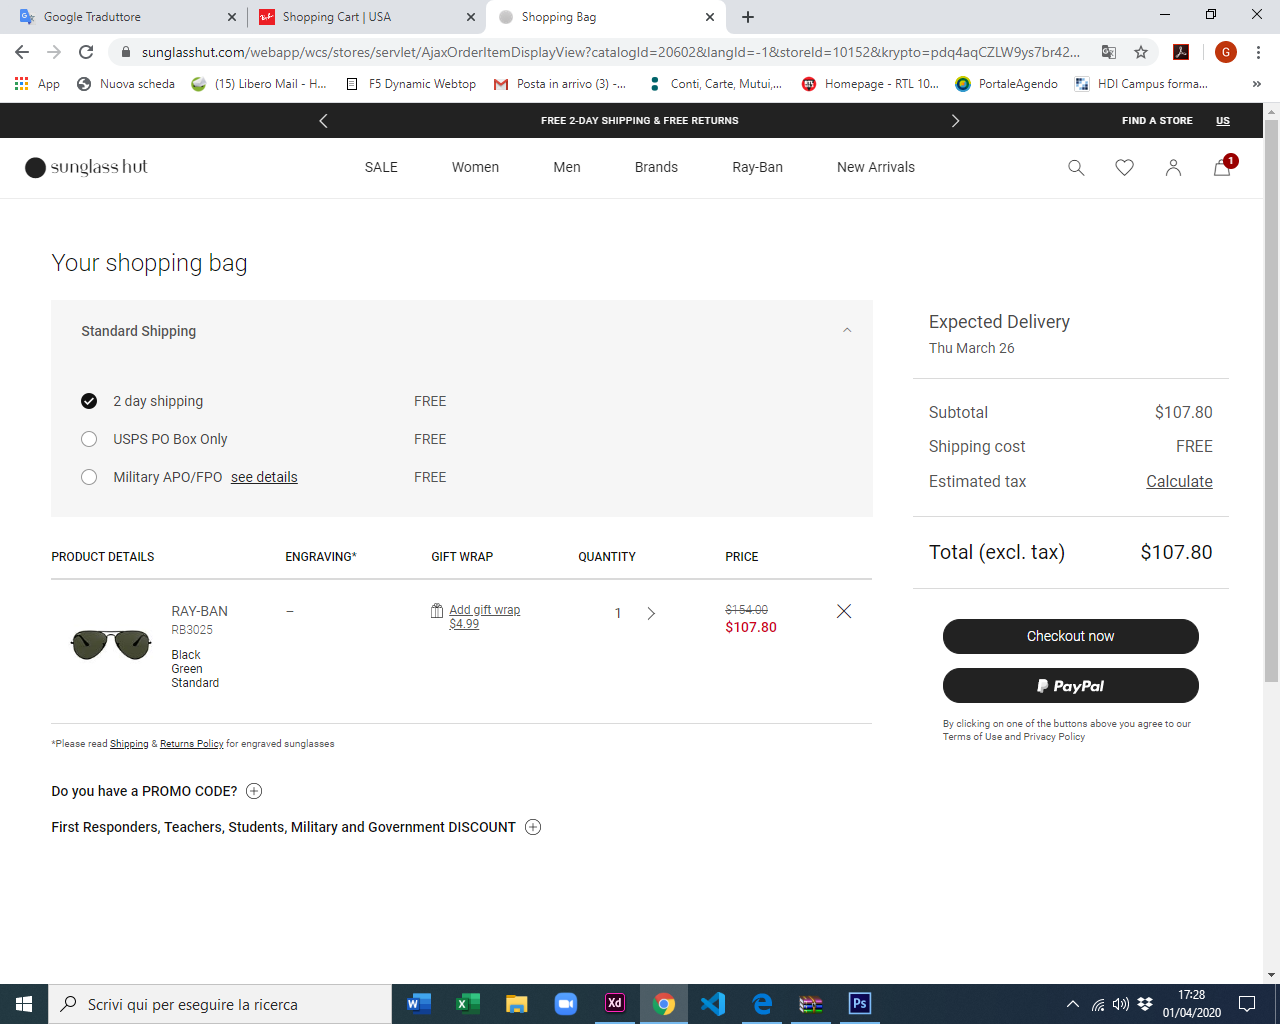 Google Traduttore
Shopping Cart | USA
Shopping Bag
sunglasshut.com/webapp/wcs/stores/servlet/AjaxOrderItemDisplayView?catalogId=20602&langId=-1&storeId=10152&krypto=pdq4aqCZLW9ys7br42...
G
App
Nuova scheda
(15) Libero Mail - H...
F5 Dynamic Webtop
Posta in arrivo (3) -...
Conti, Carte, Mutui,...
Homepage - RTL 10...
PortaleAgendo
HDI Campus forma...
»
FREE 2-DAY SHIPPING & FREE RETURNS
FIND A STORE
US
sunglass hut
SALE
Women
Men
Brands
Ray-Ban
New Arrivals
1
Your shopping bag
Standard Shipping
2 day shipping FREE
USPS PO Box Only FREE
Military APO/FPO see details FREE
Expected Delivery
Thu March 26
Subtotal $107.80
Shipping cost FREE
Estimated tax Calculate
Total (excl. tax) $107.80
Checkout now
PayPal
By clicking on one of the buttons above you agree to our
Terms of Use and Privacy Policy
PRODUCT DETAILS ENGRAVING* GIFT WRAP QUANTITY PRICE
RAY-BAN
RB3025
Black
Green
Standard
–
Add gift wrap
$4.99
1
$154.00
$107.80
*Please read Shipping & Returns Policy for engraved sunglasses
Do you have a PROMO CODE?
First Responders, Teachers, Students, Military and Government DISCOUNT
Scrivi qui per eseguire la ricerca
Xd
Ps
17:28
01/04/2020